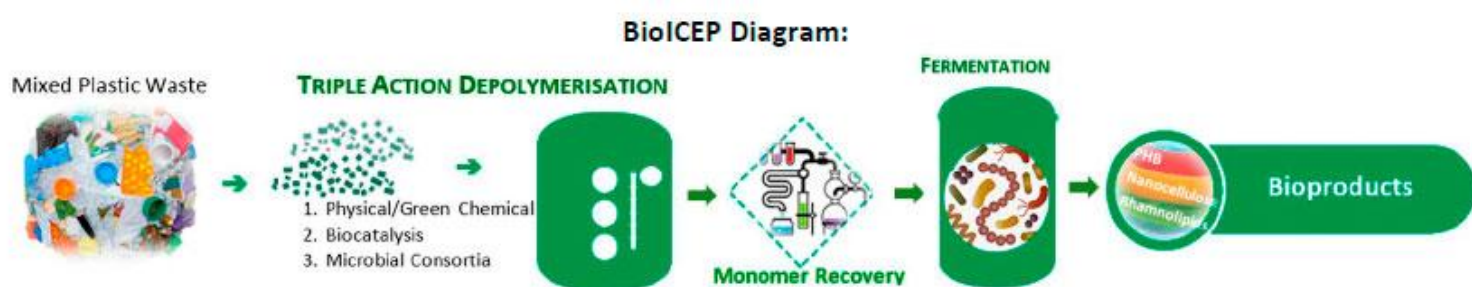 BioICEP Diagram:
Mixed Plastic Waste
TRIPLE ACTION DEPOLYMERISATION
1. Physical/Green Chemical
2. Biocatalysis
3. Microbial Consortia
Monomer Recovery
FERMENTATION
PHB
Nanocellulose
Rhamnolipids
Bioproducts